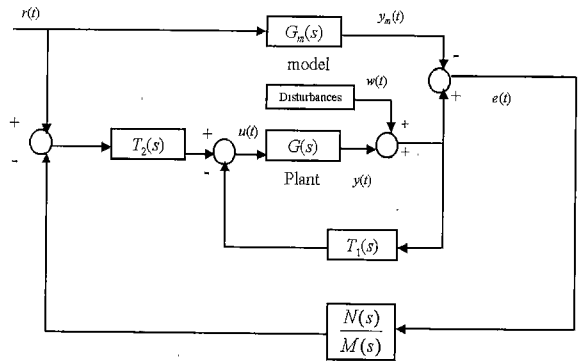 r(t)
G_m(s)
y_m(t)
model
-
w(t)
+
e(t)
Disturbances
+
+
u(t)
+
T_2(s)
G(s)
+
-
-
Plant
y(t)
T_1(s)
N(s)
M(s)